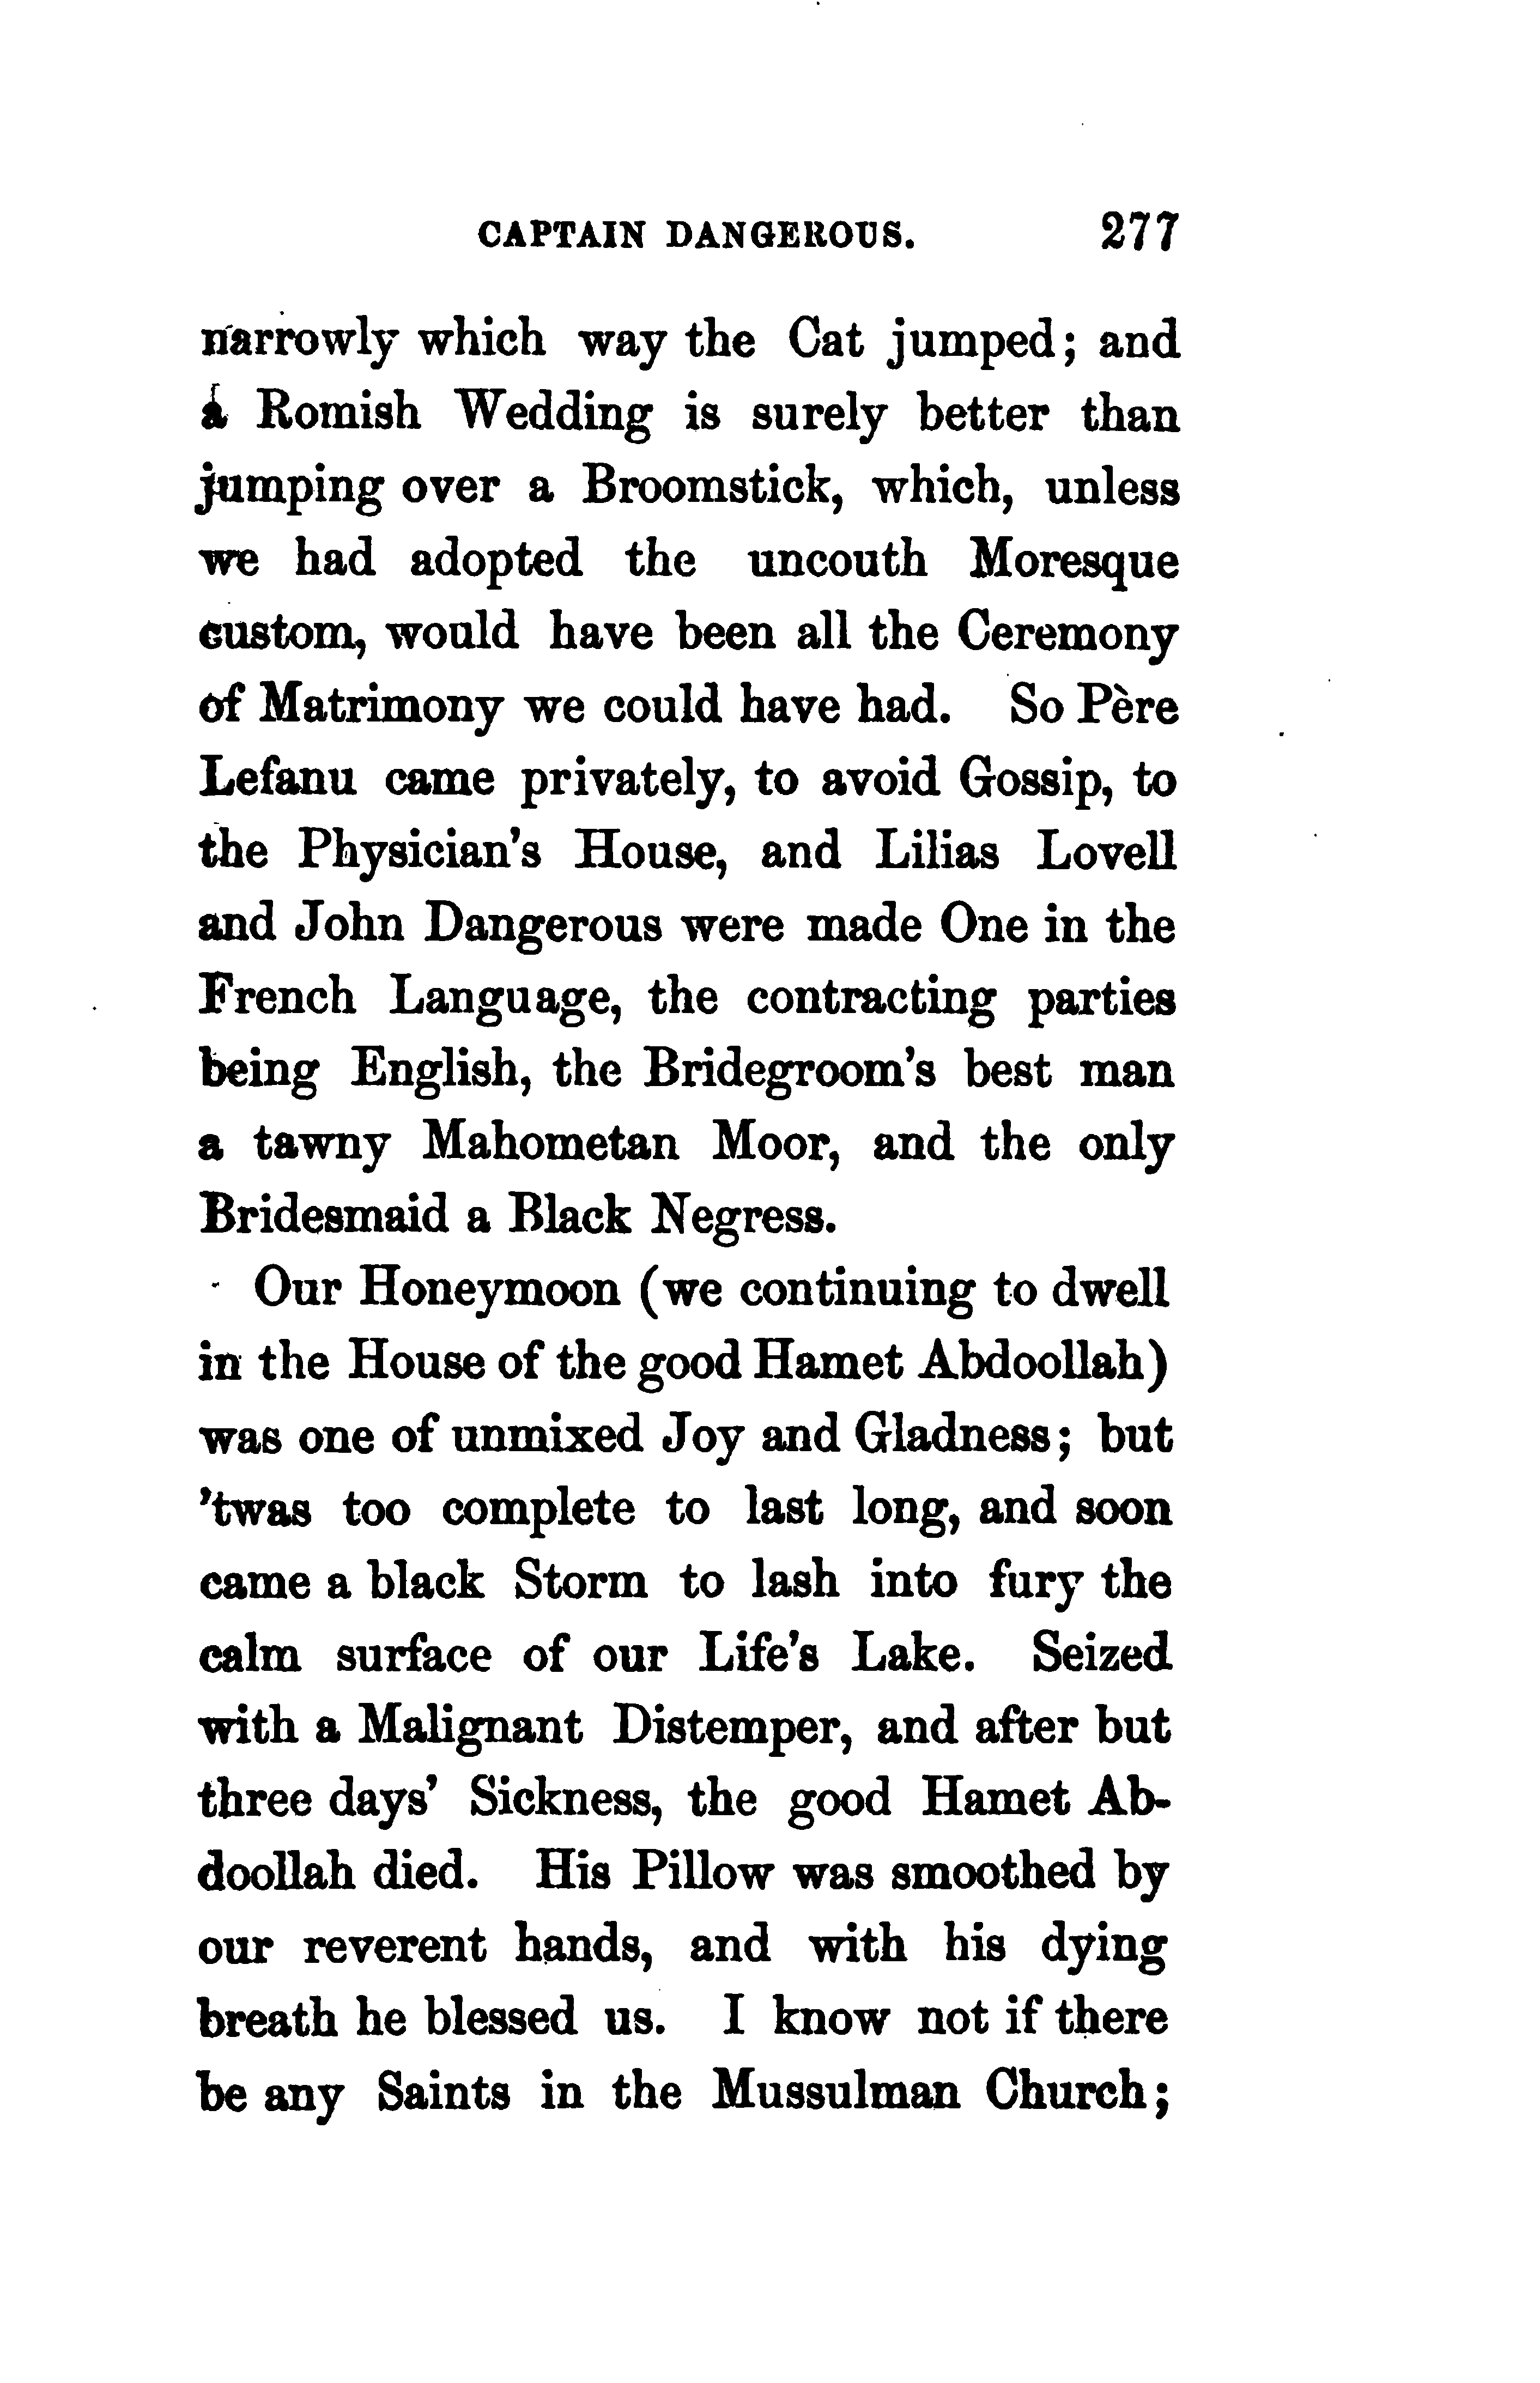 CAPTAIN DANGEROUS. 277
narrowly which way the Cat jumped; and
a Romish Wedding is surely better than
jumping over a Broomstick, which, unless
we had adopted the uncouth Moresque
custom, would have been all the Ceremony
of Matrimony we could have had. So Père
Lefanu came privately, to avoid Gossip, to
the Physician's House, and Lilias Lovell
and John Dangerous were made One in the
French Language, the contracting parties
being English, the Bridegroom's best man
a tawny Mahometan Moor, and the only
Bridesmaid a Black Negress.
Our Honeymoon (we continuing to dwell
in the House of the good Hamet Abdoollah)
was one of unmixed Joy and Gladness; but
'twas too complete to last long, and soon
came a black Storm to lash into fury the
calm surface of our Life's Lake. Seized
with a Malignant Distemper, and after but
three days' Sickness, the good Hamet Ab-
doollah died. His Pillow was smoothed by
our reverent hands, and with his dying
breath he blessed us. I know not if there
be any Saints in the Mussulman Church;